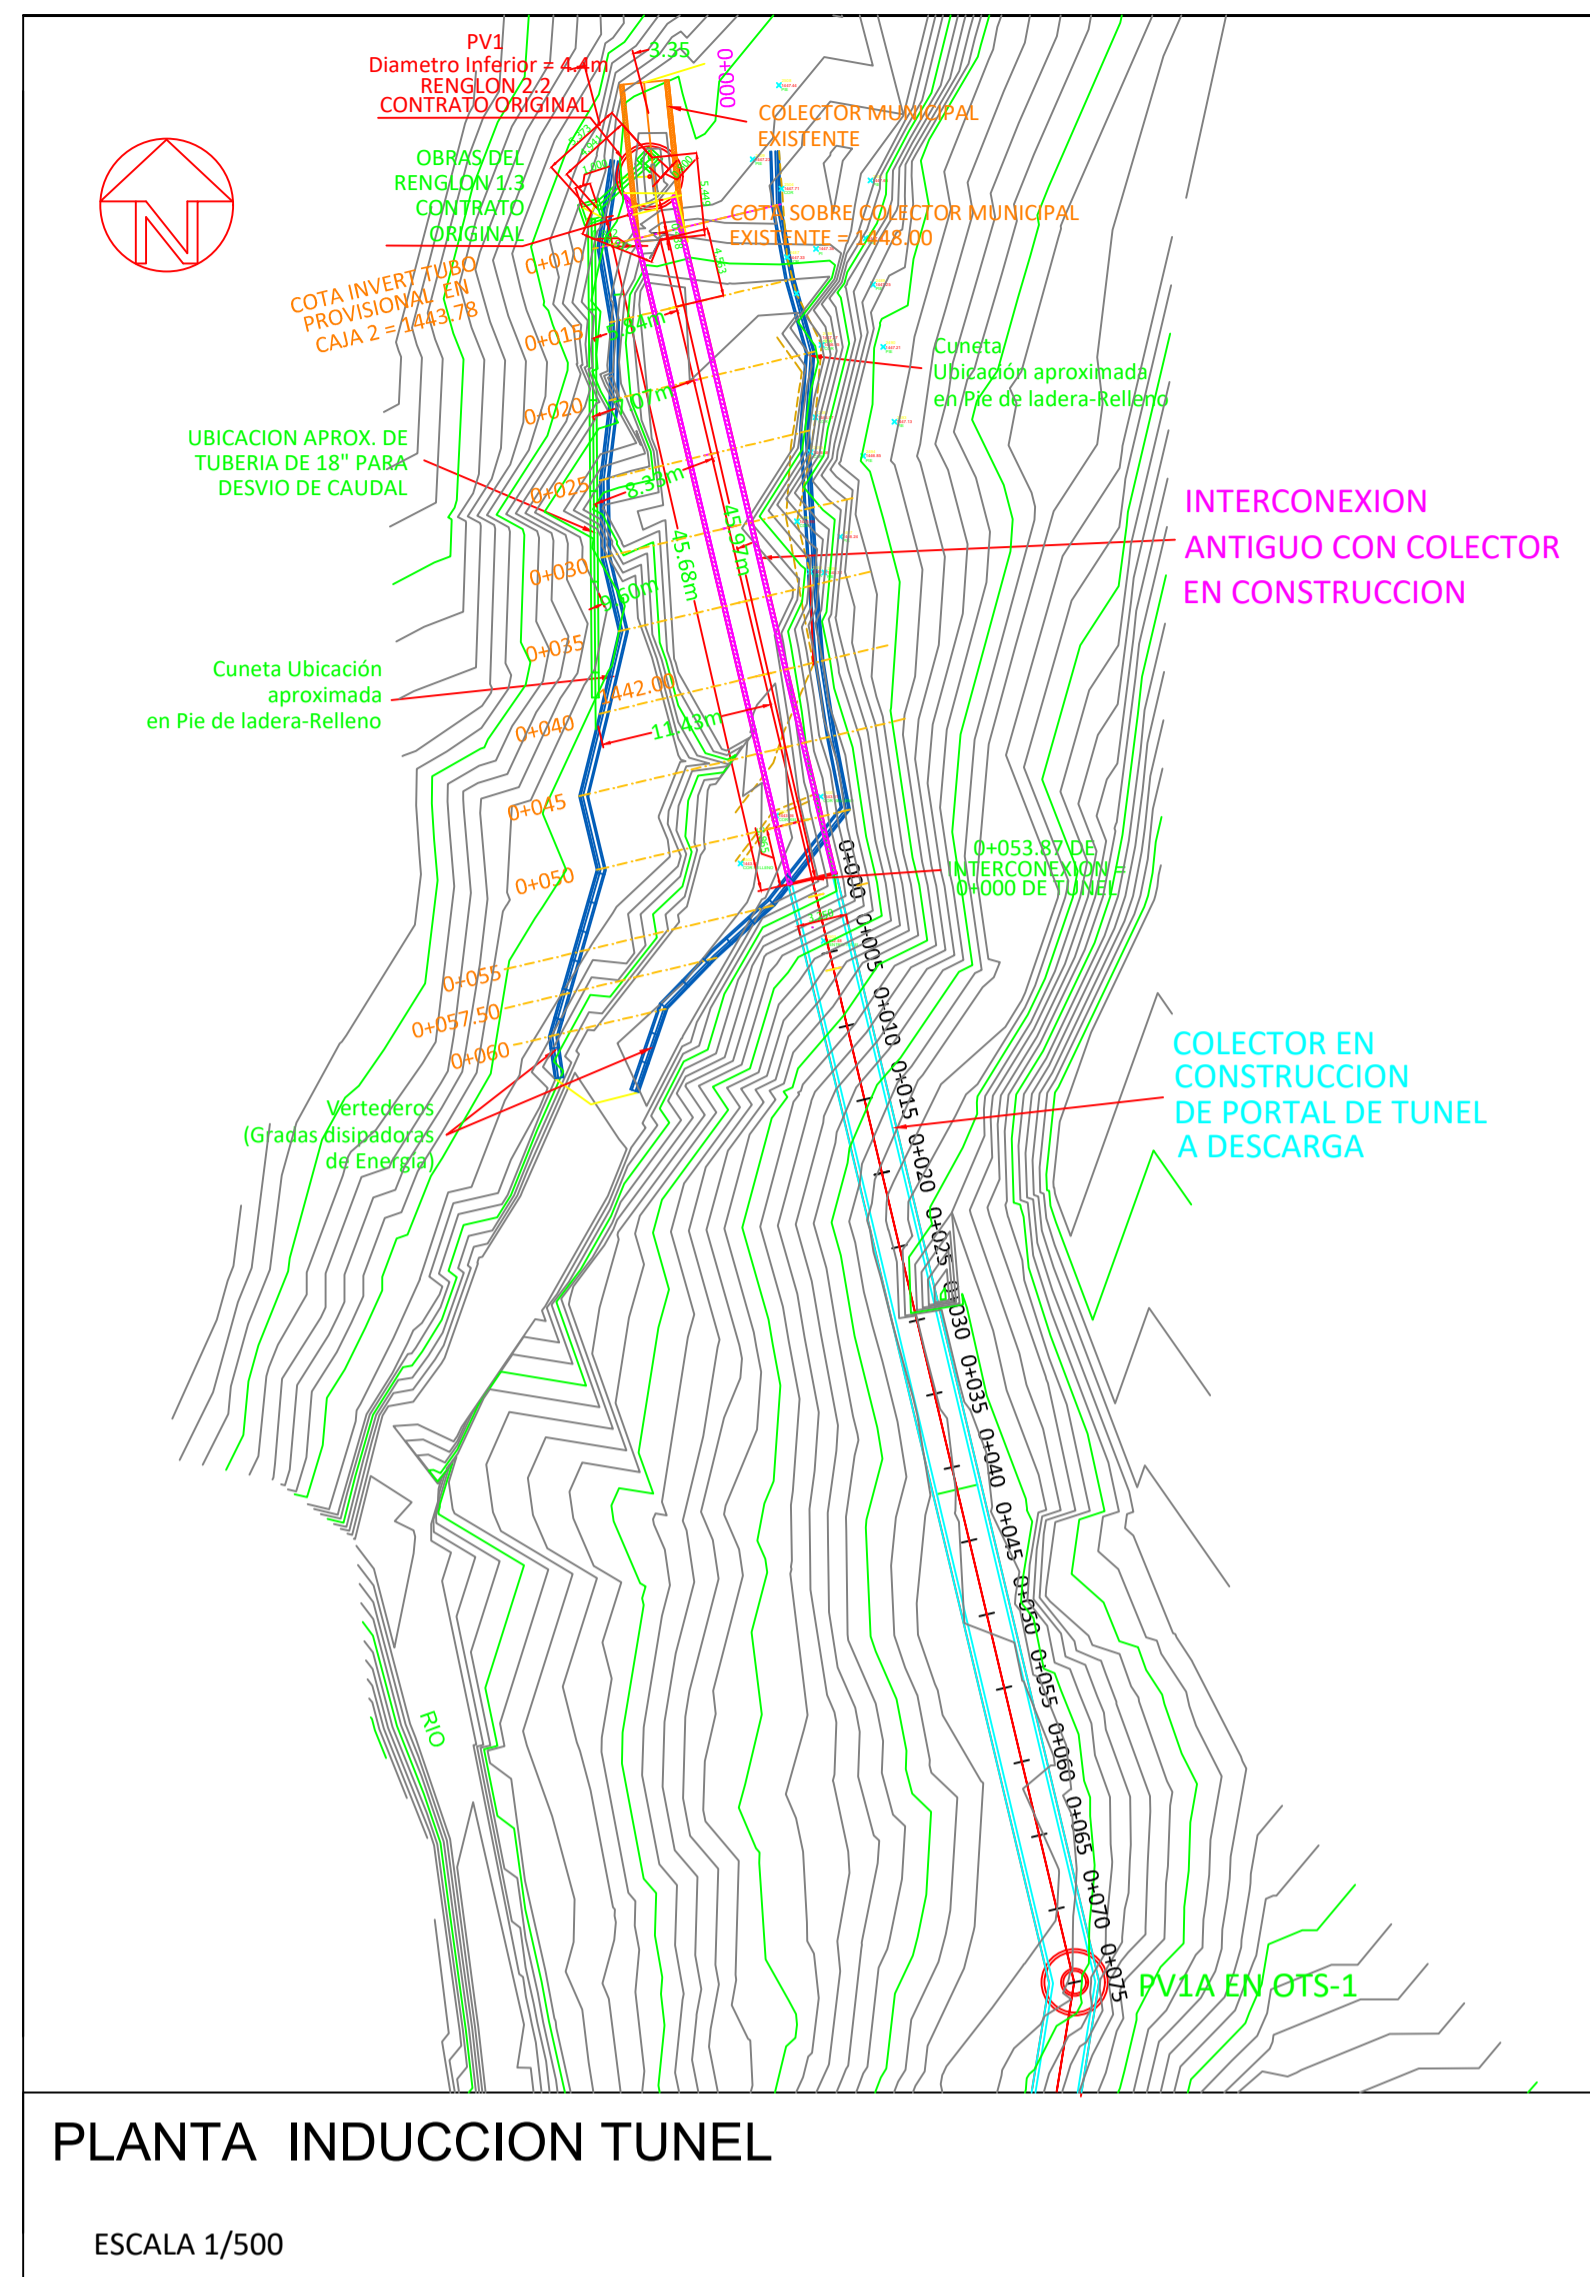 PV1
Diametro Inferior = 4.4m
RENGLON 2.2
CONTRATO ORIGINAL
3.35
0+000
COLECTOR MUNICIPAL
EXISTENTE
OBRAS DEL
RENGLON 1.3
CONTRATO
ORIGINAL
N
COTA SOBRE COLECTOR MUNICIPAL
EXISTENTE = 1448.00
COTA INVERT TUBO
PROVISIONAL EN
CAJA 2 = 1443.78
0+010
0+015
5.84m
0+020
7.07m
Cuneta
Ubicación aproximada
en Pie de ladera-Relleno
UBICACION APROX. DE
TUBERIA DE 18" PARA
DESVIO DE CAUDAL
0+025
8.33m
45.97m
45.68m
INTERCONEXION
ANTIGUO CON COLECTOR
EN CONSTRUCCION
0+030
9.60m
0+035
Cuneta Ubicación
aproximada
en Pie de ladera-Relleno
1442.00
0+040
11.43m
0+045
0+050
0+053.87 DE
INTERCONEXION =
0+000 DE TUNEL
0+055
0+057.50
0+060
Vertederos
(Gradas disipadoras
de Energia)
COLECTOR EN
CONSTRUCCION
DE PORTAL DE TUNEL
A DESCARGA
0+000
0+005
0+010
0+015
0+020
0+025
0+030
0+035
0+040
0+045
0+050
0+055
0+060
0+065
0+070
0+075
RIO
PV1A EN OTS-1
PLANTA INDUCCION TUNEL
ESCALA 1/500